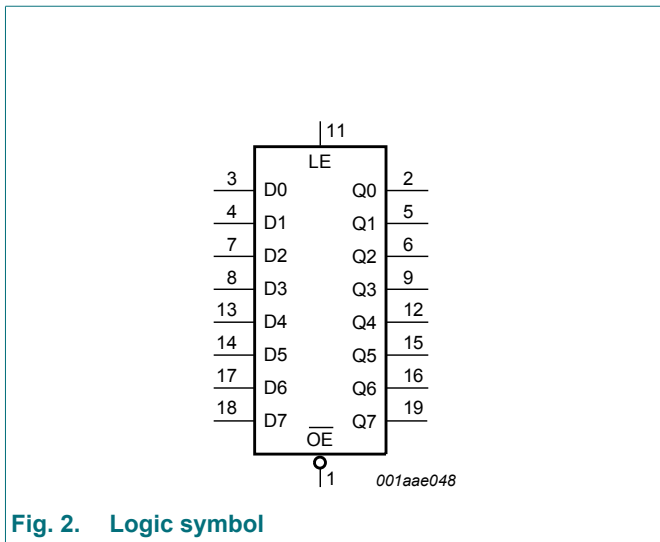 11
LE
3 D0 Q0 2
4 D1 Q1 5
7 D2 Q2 6
8 D3 Q3 9
13 D4 Q4 12
14 D5 Q5 15
17 D6 Q6 16
18 D7 Q7 19
O̅E̅
1 001aae048
Fig. 2. Logic symbol